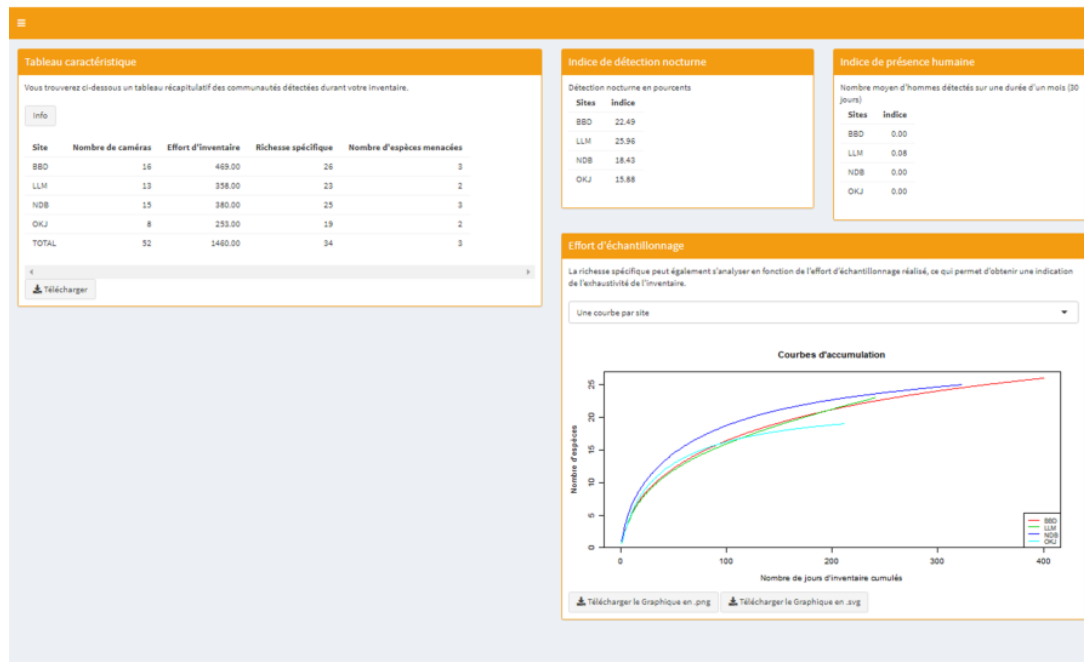 Tableau caractéristique
Vous trouverez ci-dessous un tableau récapitulatif des communautés détectées durant votre inventaire.
Info
Site Nombre de caméras Effort d'inventaire Richesse spécifique Nombre d'espèces menacées
BBD 16 469.00 26 3
LLM 13 358.00 23 2
NDB 15 380.00 25 3
OKJ 8 253.00 19 2
TOTAL 52 1460.00 34 3
Télécharger
Indice de détection nocturne
Détection nocturne en pourcents
Sites indice
BBD 22.49
LLM 25.96
NDB 18.43
OKJ 15.88
Indice de présence humaine
Nombre moyen d'hommes détectés sur une durée d'un mois (30
jours)
Sites indice
BBD 0.00
LLM 0.08
NDB 0.00
OKJ 0.00
Effort d'échantillonnage
La richesse spécifique peut également s'analyser en fonction de l'effort d'échantillonnage réalisé, ce qui permet d'obtenir une indication
de l'exhaustivité de l'inventaire.
Une courbe par site
Courbes d'accumulation
Nombre d'espèces
25
20
15
10
5
0
0 100 200 300 400
Nombre de jours d'inventaire cumulés
BBD
LLM
NDB
OKJ
Télécharger le Graphique en .png Télécharger le Graphique en .svg